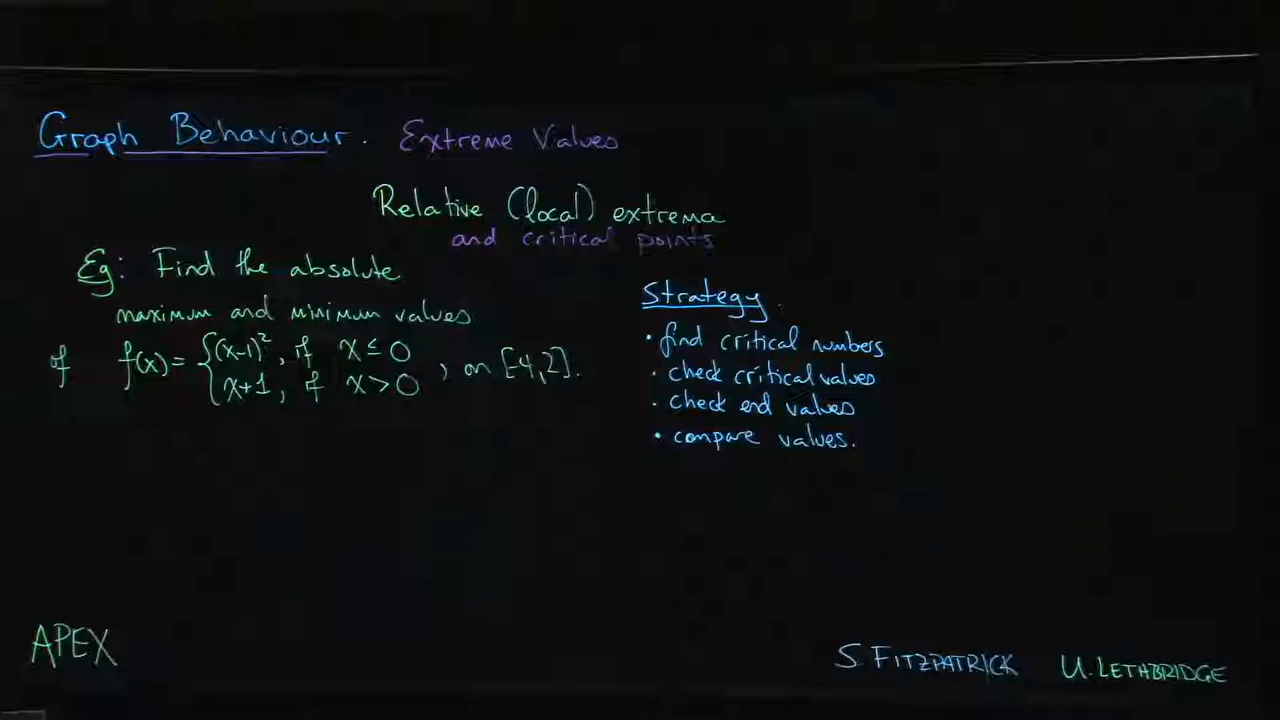 Graph Behaviour. Extreme Values
Relative (local) extrema
and critical points
Eg: Find the absolute
maximum and minimum values
of f(x) = { (x-1)², if x ≤ 0
x+1, if x > 0 , on [-4,2].
Strategy
• find critical numbers
• check critical values
• check end values
• compare values.
APEX
S. FITZPATRICK U. LETHBRIDGE